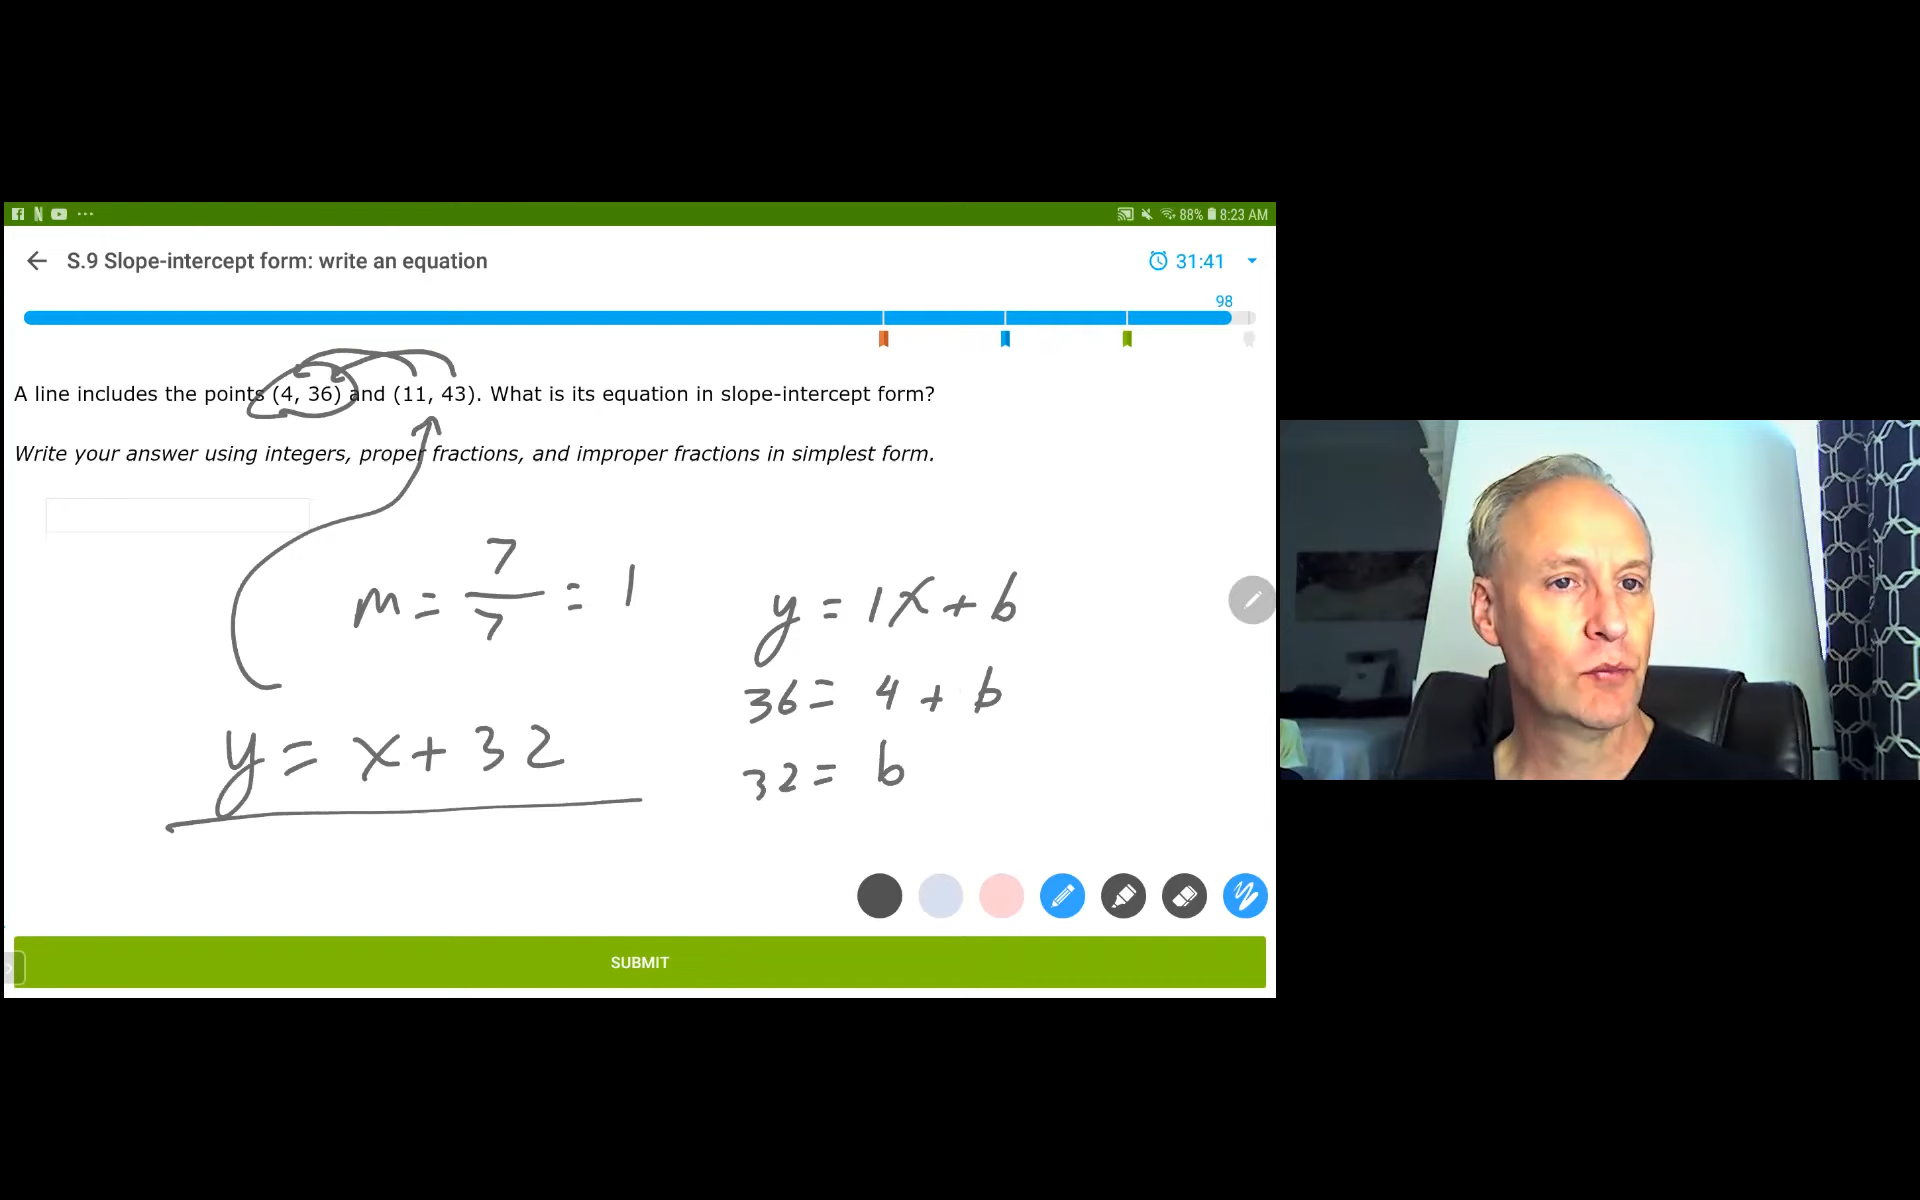 88% 8:23 AM
S.9 Slope-intercept form: write an equation
31:41
98
A line includes the points (4, 36) and (11, 43). What is its equation in slope-intercept form?
Write your answer using integers, proper fractions, and improper fractions in simplest form.
m = 7/7 = 1
y = 1x + b
36 = 4 + b
y = x + 32
32 = b
SUBMIT